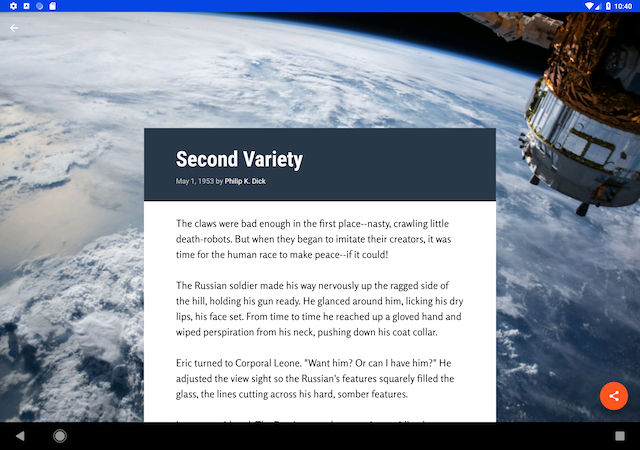 10:40
Second Variety
May 1, 1953 by Philip K. Dick
The claws were bad enough in the first place--nasty, crawling little
death-robots. But when they began to imitate their creators, it was
time for the human race to make peace--if it could!
The Russian soldier made his way nervously up the ragged side of
the hill, holding his gun ready. He glanced around him, licking his dry
lips, his face set. From time to time he reached up a gloved hand and
wiped perspiration from his neck, pushing down his coat collar.
Eric turned to Corporal Leone. "Want him? Or can I have him?" He
adjusted the view sight so the Russian's features squarely filled the
glass, the lines cutting across his hard, somber features.